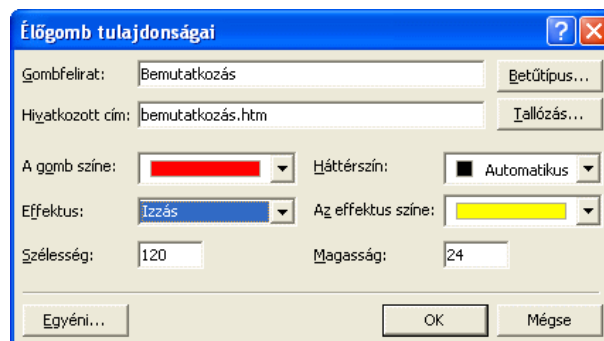 Élőgomb tulajdonságai
Gombfelirat: Bemutatkozás Betűtípus...
Hivatkozott cím: bemutatkozás.htm Tallózás...
A gomb színe: Háttérszín: Automatikus
Effektus: Izzás Az effektus színe:
Szélesség: 120 Magasság: 24
Egyéni... OK Mégse